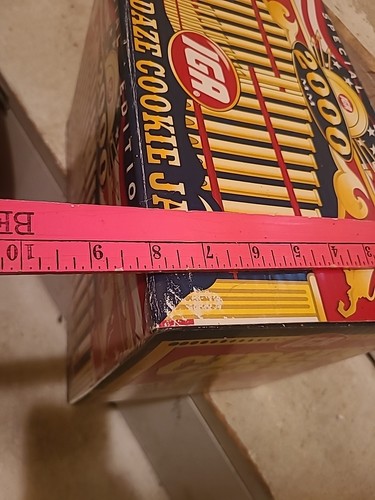 SPECIAL
2000
IGA
DAZE COOKIE JA
EDITIO
BE
10 9 8 7 6 5 4 3